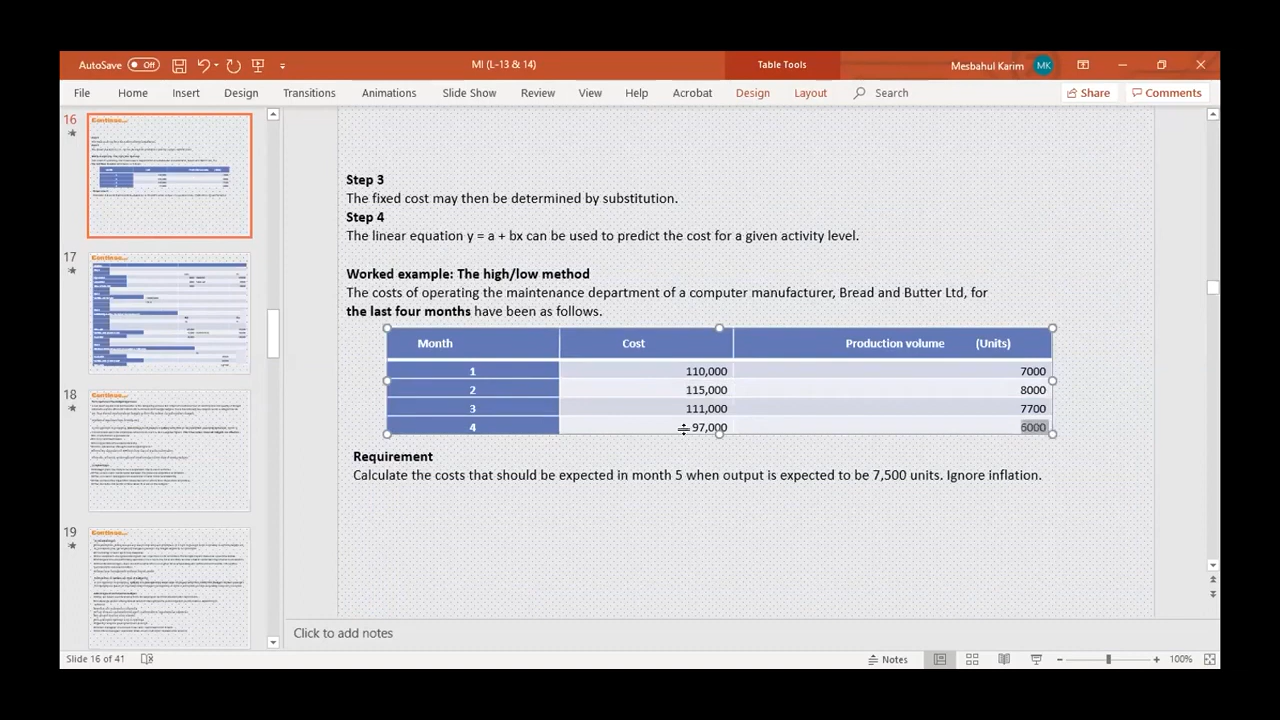 AutoSave Off
MI (L-13 & 14)
Table Tools
Mesbahul Karim MK
File Home Insert Design Transitions Animations Slide Show Review View Help Acrobat Design Layout Search Share Comments
16
Continue...
17
Continue...
18
Continue...
19
Continue...
Step 3
The fixed cost may then be determined by substitution.
Step 4
The linear equation y = a + bx can be used to predict the cost for a given activity level.
Worked example: The high/low method
The costs of operating the maintenance department of a computer manufacturer, Bread and Butter Ltd, for
the last four months have been as follows.
Month Cost Production volume (Units)
1 110,000 7000
2 115,000 8000
3 111,000 7700
4 97,000 6000
Requirement
Calculate the costs that should be expected in month 5 when output is expected to be 7,500 units. Ignore inflation.
Click to add notes
Slide 16 of 41 Notes 100%